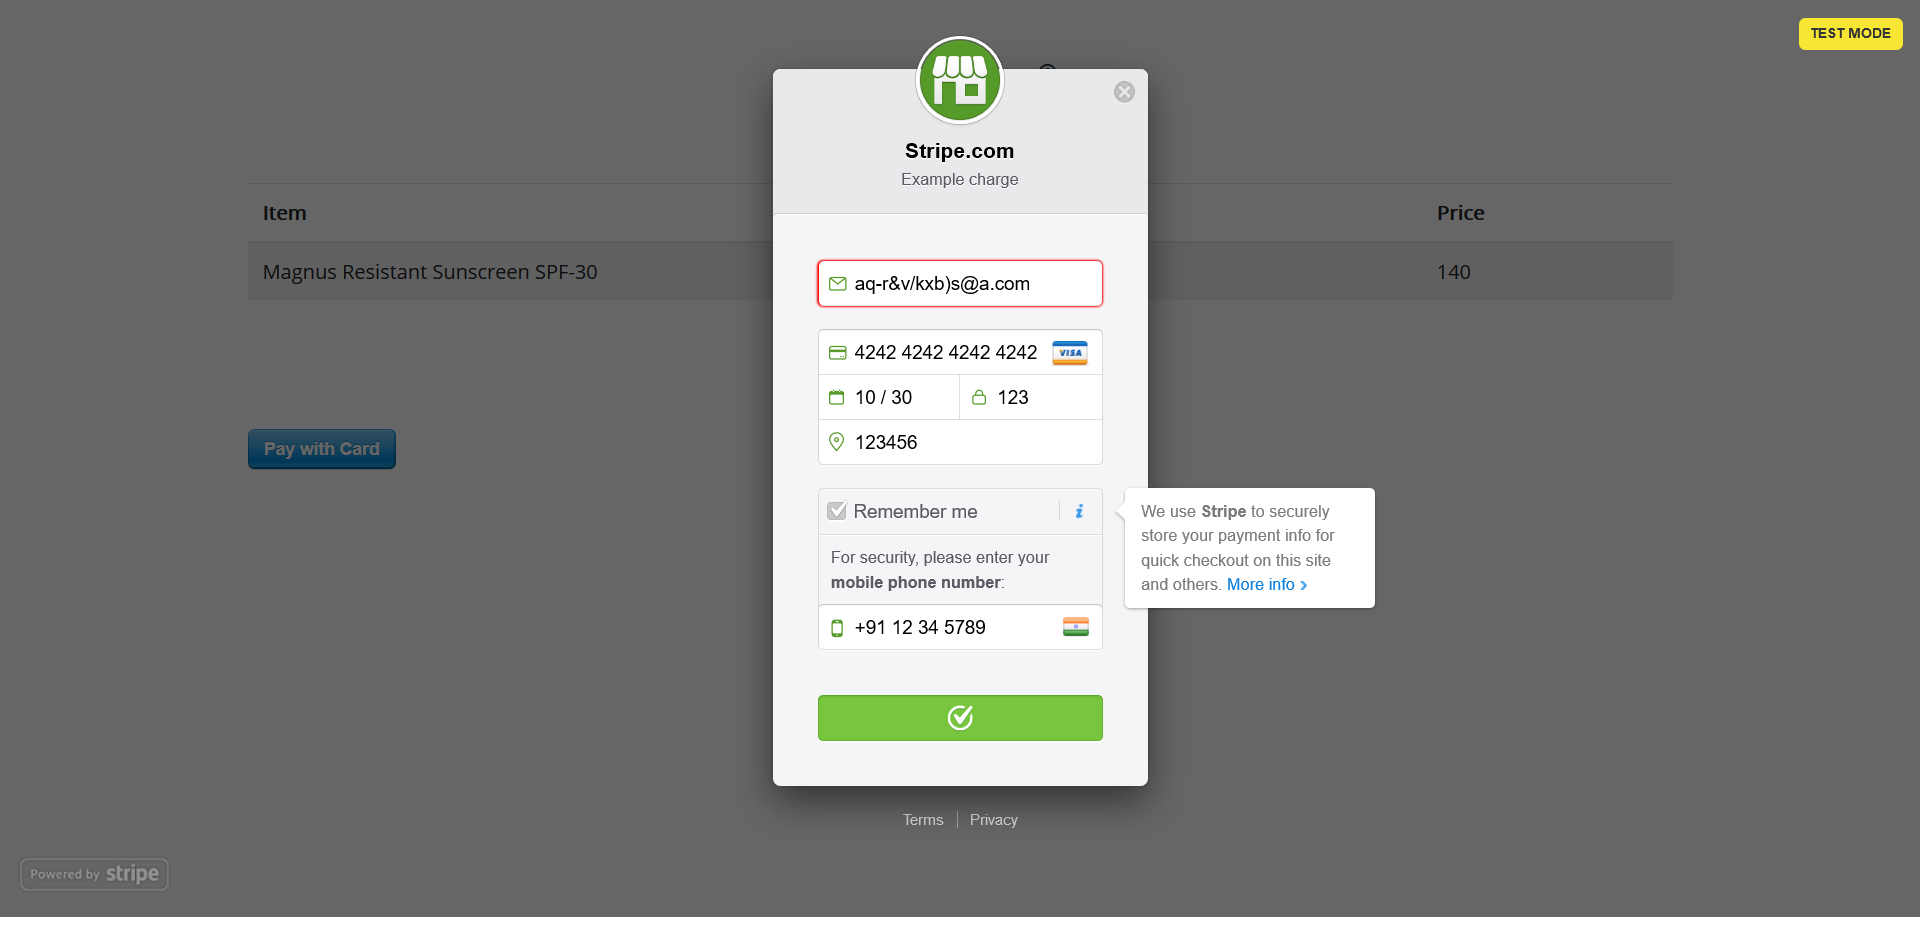 TEST MODE
Stripe.com
Example charge
Item
Price
Magnus Resistant Sunscreen SPF-30
140
aq-r&v/kxb)s@a.com
4242 4242 4242 4242
VISA
10 / 30
123
123456
Pay with Card
Remember me
i
We use Stripe to securely
store your payment info for
quick checkout on this site
and others. More info ›
For security, please enter your
mobile phone number:
+91 12 34 5789
Terms
Privacy
Powered by stripe